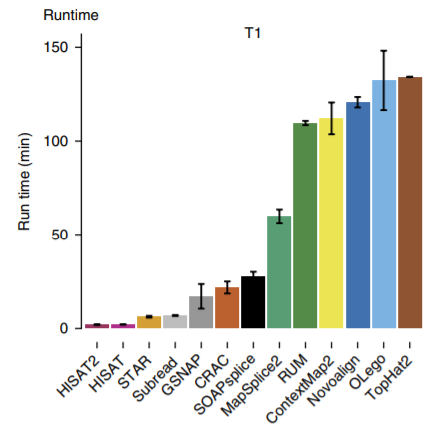 Runtime
T1
Run time (min)
150
100
50
0
HISAT2
HISAT
STAR
Subread
GSNAP
CRAC
SOAPsplice
MapSplice2
RUM
ContextMap2
Novoalign
OLego
TopHat2